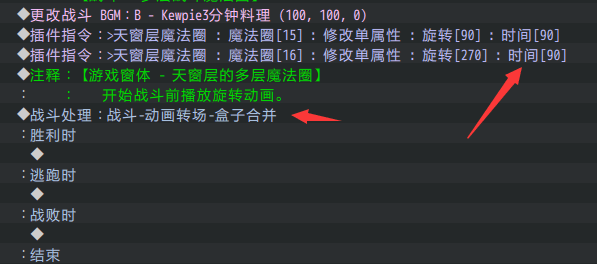 ◆更改战斗 BGM：B - Kewpie3分钟料理 (100, 100, 0)
◆插件指令：>天窗层魔法圈 : 魔法圈[15] : 修改单属性 : 旋转[90] : 时间[90]
◆插件指令：>天窗层魔法圈 : 魔法圈[16] : 修改单属性 : 旋转[270] : 时间[90]
◆注释：【游戏窗体 - 天窗层的多层魔法圈】
：　：　开始战斗前播放旋转动画。
◆战斗处理：战斗-动画转场-盒子合并
：胜利时
◆
：逃跑时
◆
：战败时
◆
：结束